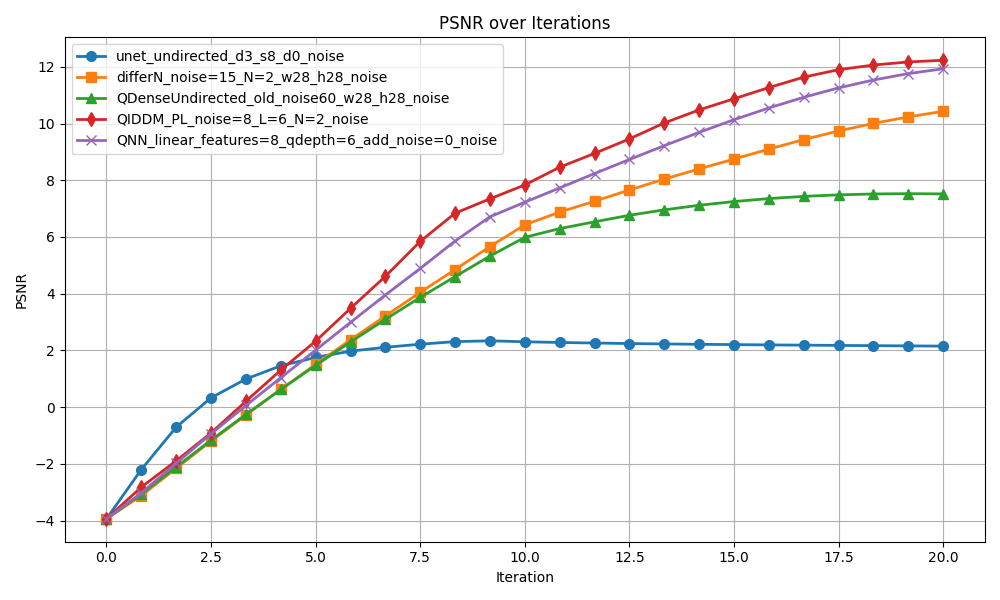 PSNR over Iterations
unet_undirected_d3_s8_d0_noise
differN_noise=15_N=2_w28_h28_noise
QDenseUndirected_old_noise60_w28_h28_noise
QIDDM_PL_noise=8_L=6_N=2_noise
QNN_linear_features=8_qdepth=6_add_noise=0_noise
PSNR
12
10
8
6
4
2
0
−2
−4
0.0 2.5 5.0 7.5 10.0 12.5 15.0 17.5 20.0
Iteration